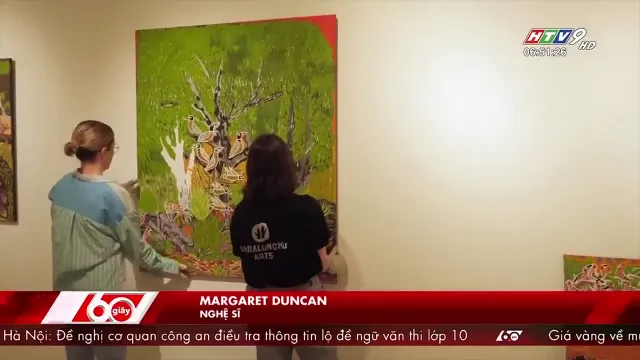 HTV9 HD
06:51:26
WARALUNGKU
ARTS
60 giây
MARGARET DUNCAN
NGHỆ SĨ
Hà Nội: Đề nghị cơ quan công an điều tra thông tin lộ đề ngữ văn thi lớp 10
60
Giá vàng về m